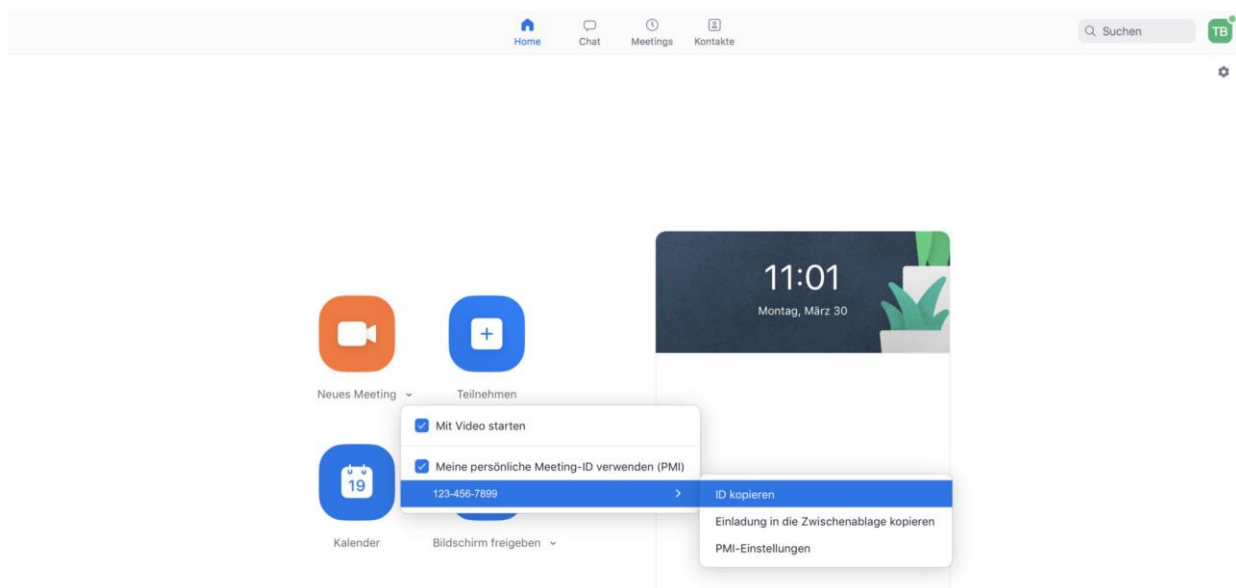 Home
Chat
Meetings
Kontakte
Suchen
TB
11:01
Montag, März 30
Neues Meeting
Teilnehmen
Mit Video starten
Meine persönliche Meeting-ID verwenden (PMI)
123-456-7899
ID kopieren
Einladung in die Zwischenablage kopieren
PMI-Einstellungen
19
Kalender
Bildschirm freigeben